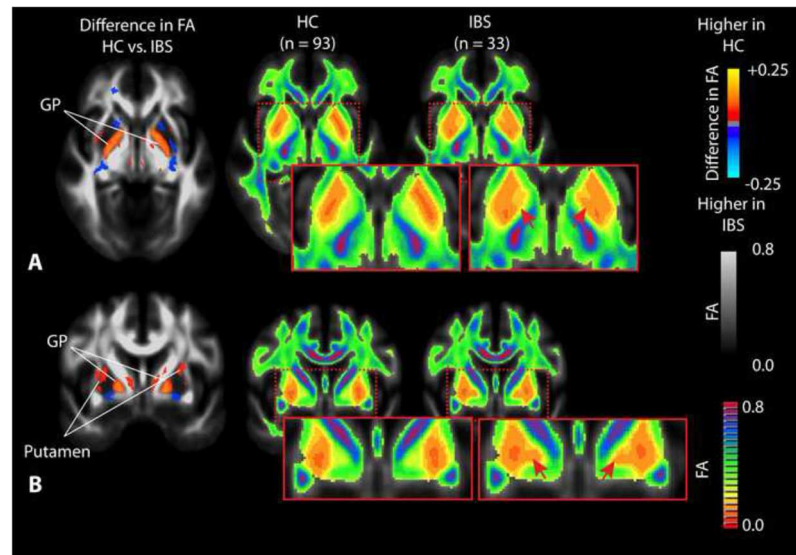 Difference in FA
HC vs. IBS
HC
(n = 93)
IBS
(n = 33)
Higher in
HC
+0.25
Difference in FA
-0.25
Higher in
IBS
GP
A
0.8
FA
0.0
GP
Putamen
B
0.8
FA
0.0